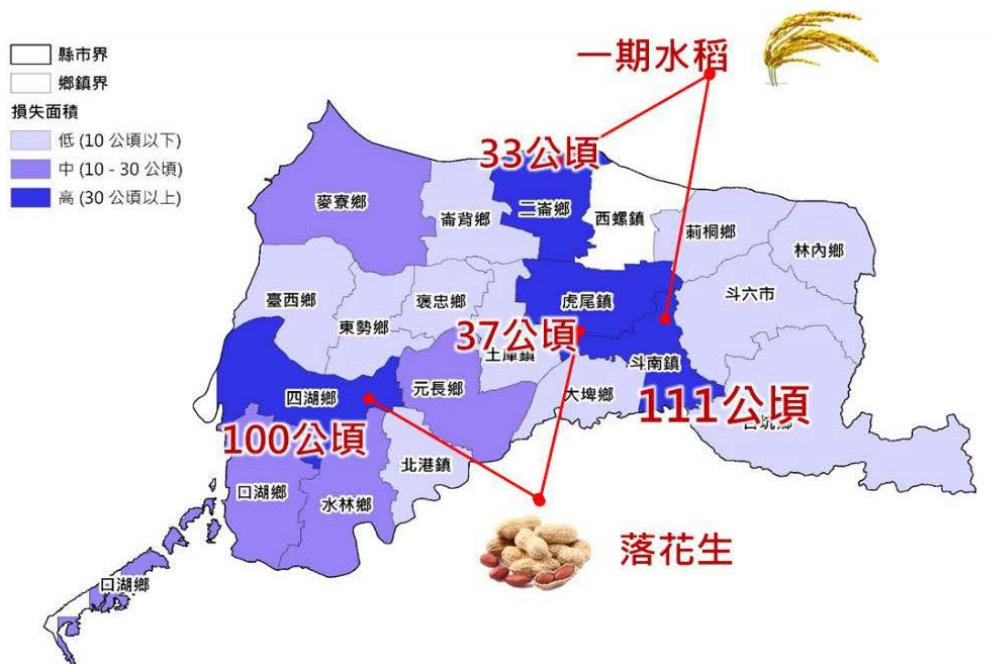 一期水稻
縣市界
鄉鎮界
損失面積
低 (10 公頃以下)
中 (10 - 30 公頃)
高 (30 公頃以上)
33公頃
麥寮鄉
崙背鄉
二崙鄉
西螺鎮
莿桐鄉
林內鄉
臺西鄉
東勢鄉
褒忠鄉
虎尾鎮
斗六市
37公頃
土庫鎮
斗南鎮
四湖鄉
元長鄉
大埤鄉
111公頃
古坑鄉
100公頃
北港鎮
口湖鄉
水林鄉
落花生
口湖鄉